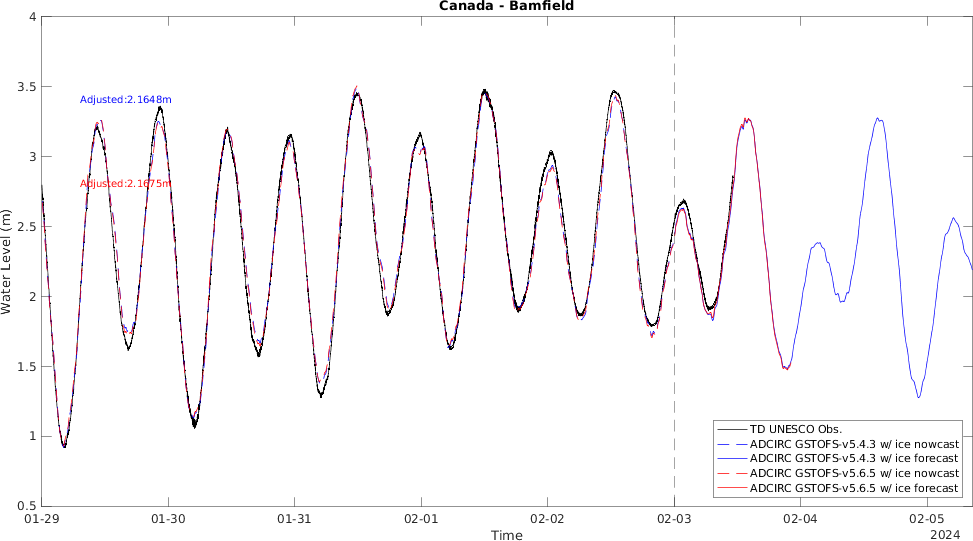 Canada - Bamfield
4
3.5
3
2.5
2
1.5
1
0.5
Water Level (m)
Adjusted:2.1648m
Adjusted:2.1675m
TD UNESCO Obs.
ADCIRC GSTOFS-v5.4.3 w/ ice nowcast
ADCIRC GSTOFS-v5.4.3 w/ ice forecast
ADCIRC GSTOFS-v5.6.5 w/ ice nowcast
ADCIRC GSTOFS-v5.6.5 w/ ice forecast
01-29 01-30 01-31 02-01 02-02 02-03 02-04 02-05
Time
2024